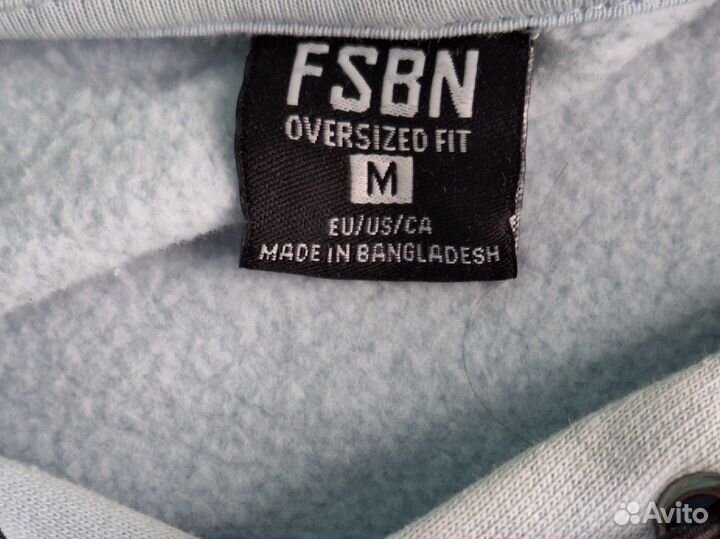 FSBN
OVERSIZED FIT
M
EU/US/CA
MADE IN BANGLADESH
Avito